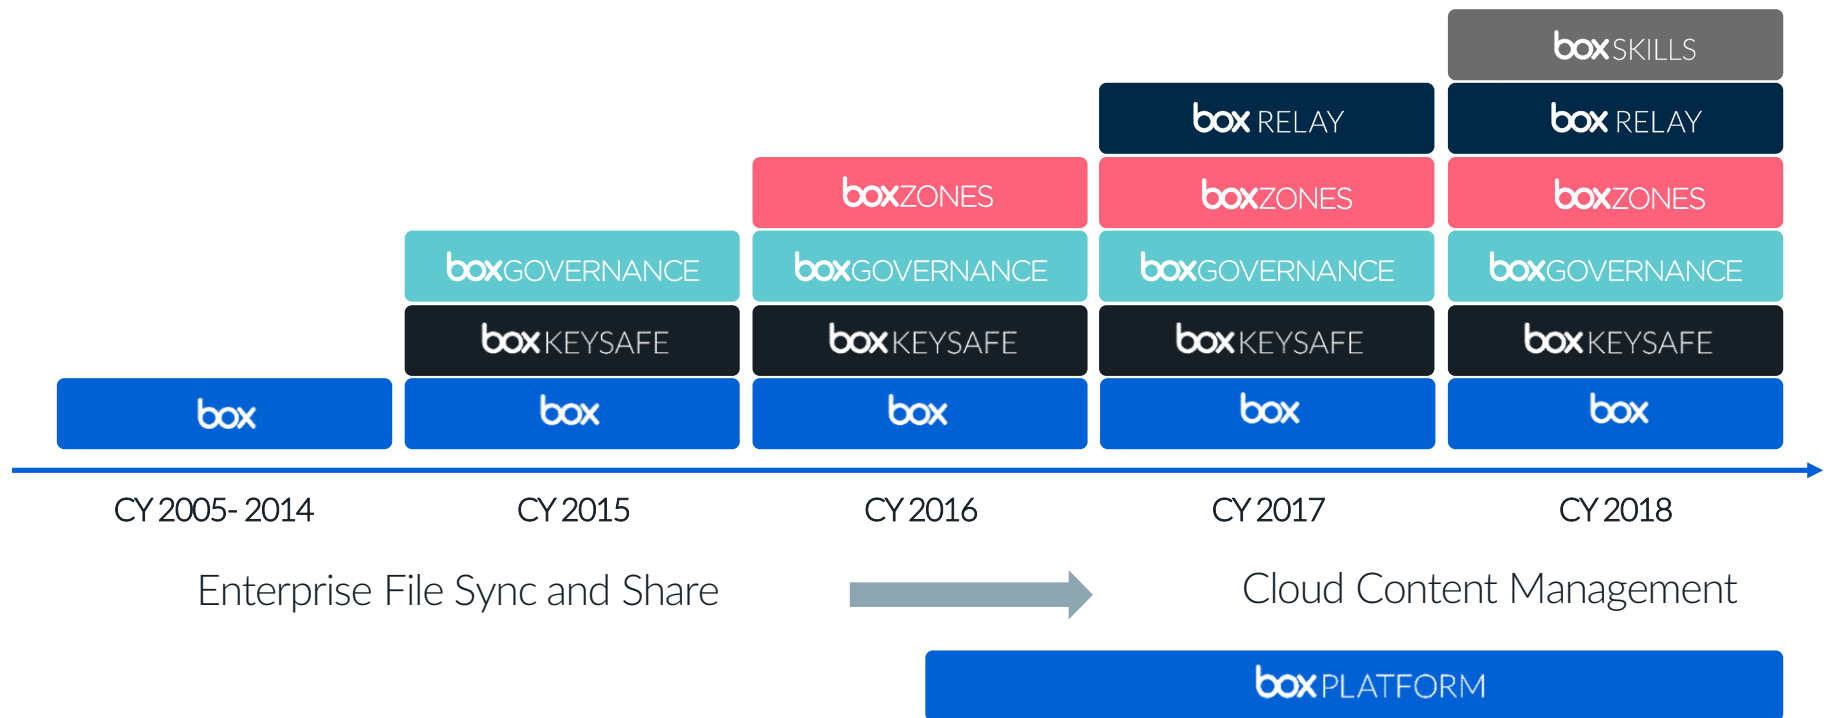 box SKILLS
box RELAY
box RELAY
box ZONES
box ZONES
box ZONES
box GOVERNANCE
box GOVERNANCE
box GOVERNANCE
box GOVERNANCE
box KEYSAFE
box KEYSAFE
box KEYSAFE
box KEYSAFE
box
box
box
box
box
CY 2005- 2014
CY 2015
CY 2016
CY 2017
CY 2018
Enterprise File Sync and Share
Cloud Content Management
box PLATFORM